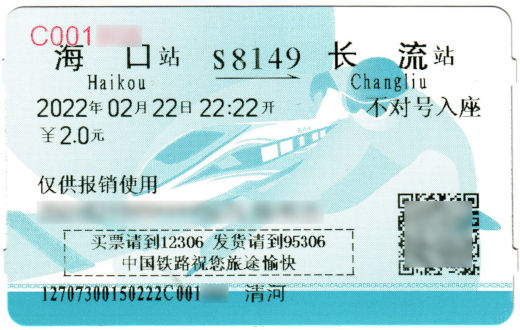 C001
海 口 站 S8149 长 流 站
Haikou Changliu
2022年 02月 22日 22:22开 不对号入座
￥2.0元
仅供报销使用
买票请到12306 发货请到95306
中国铁路祝您旅途愉快
12707300150222C001 清河